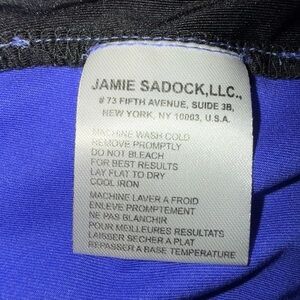 JAMIE SADOCK,LLC.,
# 73 FIFTH AVENUE, SUIDE 3B,
NEW YORK, NY 10003, U.S.A.
MACHINE WASH COLD
REMOVE PROMPTLY
DO NOT BLEACH
FOR BEST RESULTS
LAY FLAT TO DRY
COOL IRON
MACHINE LAVER A FROID
ENLEVE PROMPTEMENT
NE PAS BLANCHIR
POUR MEILLEURES RESULTATS
LAISSER SECHER A PLAT
REPASSER A BASE TEMPERATURE